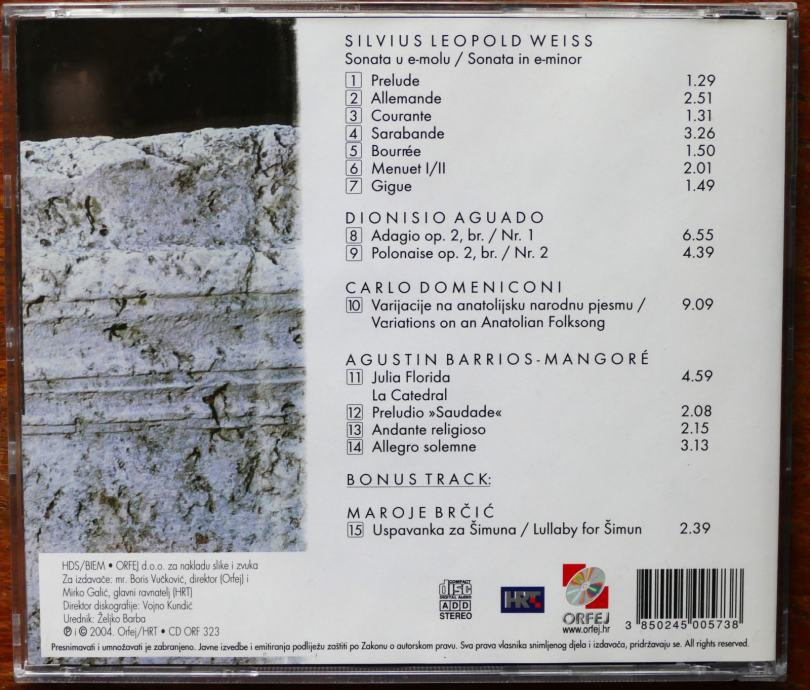 SILVIUS LEOPOLD WEISS
Sonata u e-molu / Sonata in e-minor
1 Prelude 1.29
2 Allemande 2.51
3 Courante 1.31
4 Sarabande 3.26
5 Bourrée 1.50
6 Menuet I/II 2.01
7 Gigue 1.49
DIONISIO AGUADO
8 Adagio op. 2, br. / Nr. 1 6.55
9 Polonaise op. 2, br. / Nr. 2 4.39
CARLO DOMENICONI
10 Varijacije na anatolijsku narodnu pjesmu / 9.09
Variations on an Anatolian Folksong
AGUSTIN BARRIOS-MANGORÉ
11 Julia Florida 4.59
La Catedral
12 Preludio »Saudade« 2.08
13 Andante religioso 2.15
14 Allegro solemne 3.13
BONUS TRACK:
MAROJE BRČIĆ
15 Uspavanka za Šimuna / Lullaby for Šimun 2.39
HDS/BIEM • ORFEJ d.o.o. za nakladu slike i zvuka
Za izdavače: mr. Boris Vučković, direktor (Orfej) i
Mirko Galić, glavni ravnatelj (HRT)
Direktor diskografije: Vojno Kundić
Urednik: Željko Barba
℗ i © 2004. Orfej/HRT • CD ORF 323
COMPACT
disc
DIGITAL AUDIO
ADD
STEREO
HRT
ORFEJ
www.orfej.hr
3 850245 005738
Presnimavati i umnožavati je zabranjeno. Javne izvedbe i emitiranja podliježu zaštiti po Zakonu o autorskom pravu. Sva prava vlasnika snimljenog djela i izdavača, pridržavaju se. All rights reserved.